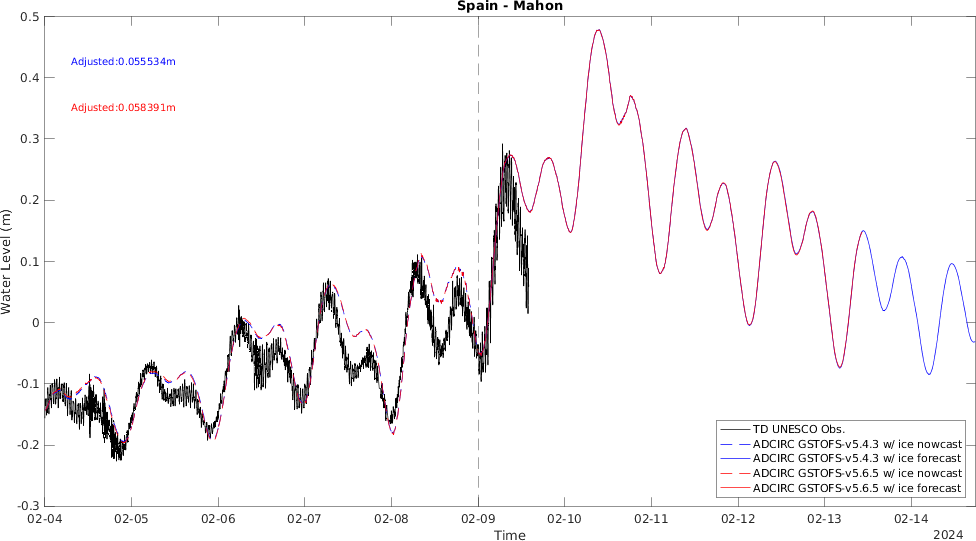 Spain - Mahon
Adjusted:0.055534m
Adjusted:0.058391m
Water Level (m)
0.5
0.4
0.3
0.2
0.1
0
-0.1
-0.2
-0.3
02-04
02-05
02-06
02-07
02-08
02-09
02-10
02-11
02-12
02-13
02-14
Time
2024
TD UNESCO Obs.
ADCIRC GSTOFS-v5.4.3 w/ ice nowcast
ADCIRC GSTOFS-v5.4.3 w/ ice forecast
ADCIRC GSTOFS-v5.6.5 w/ ice nowcast
ADCIRC GSTOFS-v5.6.5 w/ ice forecast